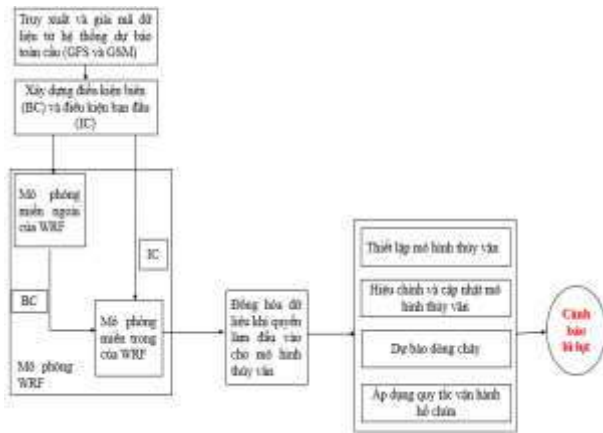 Truy xuất và giải mã dữ
liệu từ hệ thống dự báo
toàn cầu (GFS và GSM)
Xây dựng điều kiện biên
(BC) và điều kiện ban đầu
(IC)
Mô phỏng
miền ngoài
của WRF
IC
BC
Mô phỏng
miền trong
của WRF
Mô phỏng
WRF
Đồng hóa dữ
liệu khí quyển
làm đầu vào
cho mô hình
thủy văn
Thiết lập mô hình thủy văn
Hiệu chỉnh và cập nhật mô
hình thủy văn
Dự báo dòng chảy
Áp dụng quy tắc vận hành
hồ chứa
Cảnh
báo
lũ lụt